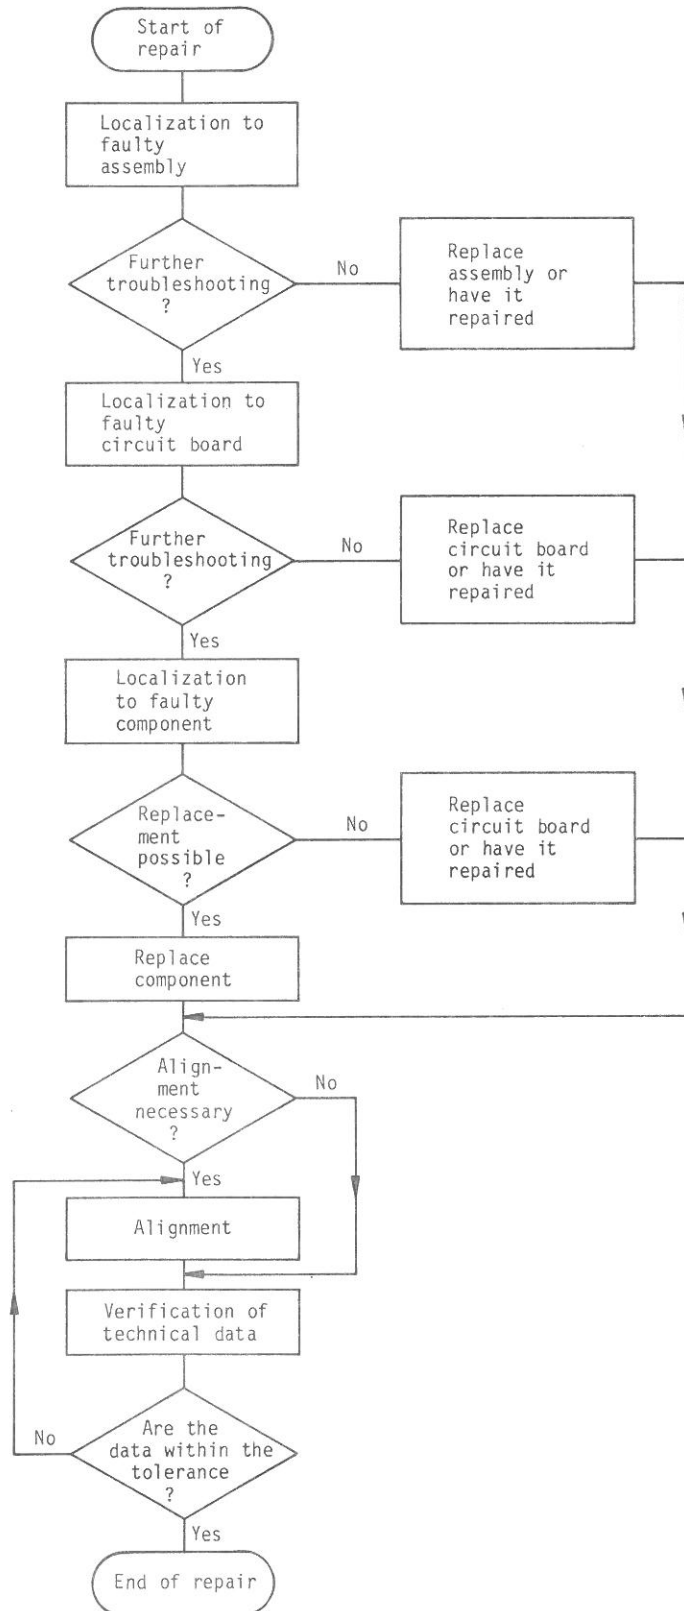 Start of
repair
Localization to
faulty
assembly
Further
troubleshooting
?
No
Replace
assembly or
have it
repaired
Yes
Localization to
faulty
circuit board
Further
troubleshooting
?
No
Replace
circuit board
or have it
repaired
Yes
Localization
to faulty
component
Replace-
ment
possible
?
No
Replace
circuit board
or have it
repaired
Yes
Replace
component
Align-
ment
necessary
?
No
Yes
Alignment
Verification of
technical data
Are the
data within the
tolerance
?
No
Yes
End of repair